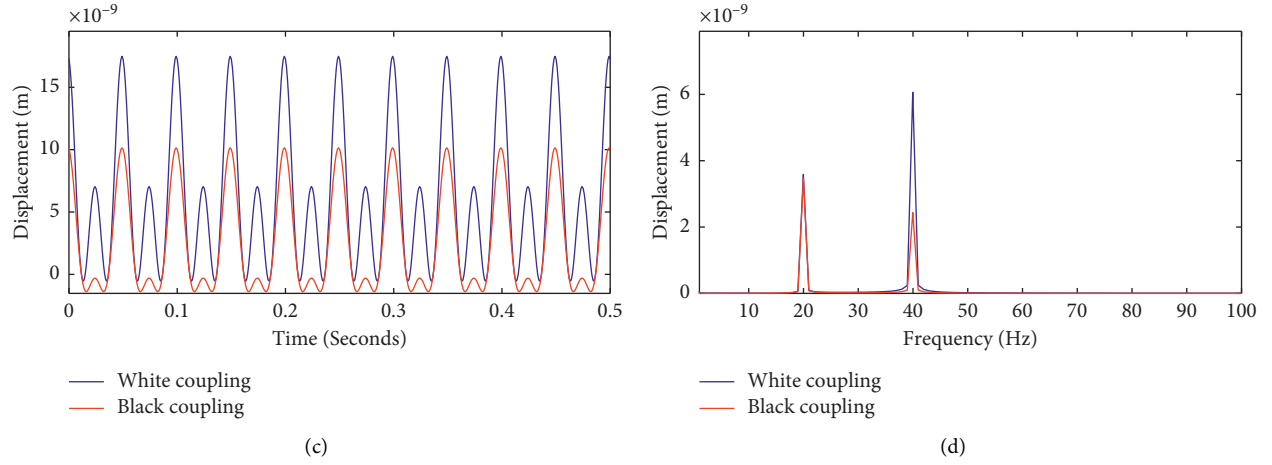 ×10⁻⁹
15
10
5
0
Displacement (m)
0
0.1
0.2
0.3
0.4
0.5
Time (Seconds)
White coupling
Black coupling
(c)
×10⁻⁹
6
4
2
0
Displacement (m)
10
20
30
40
50
60
70
80
90
100
Frequency (Hz)
White coupling
Black coupling
(d)